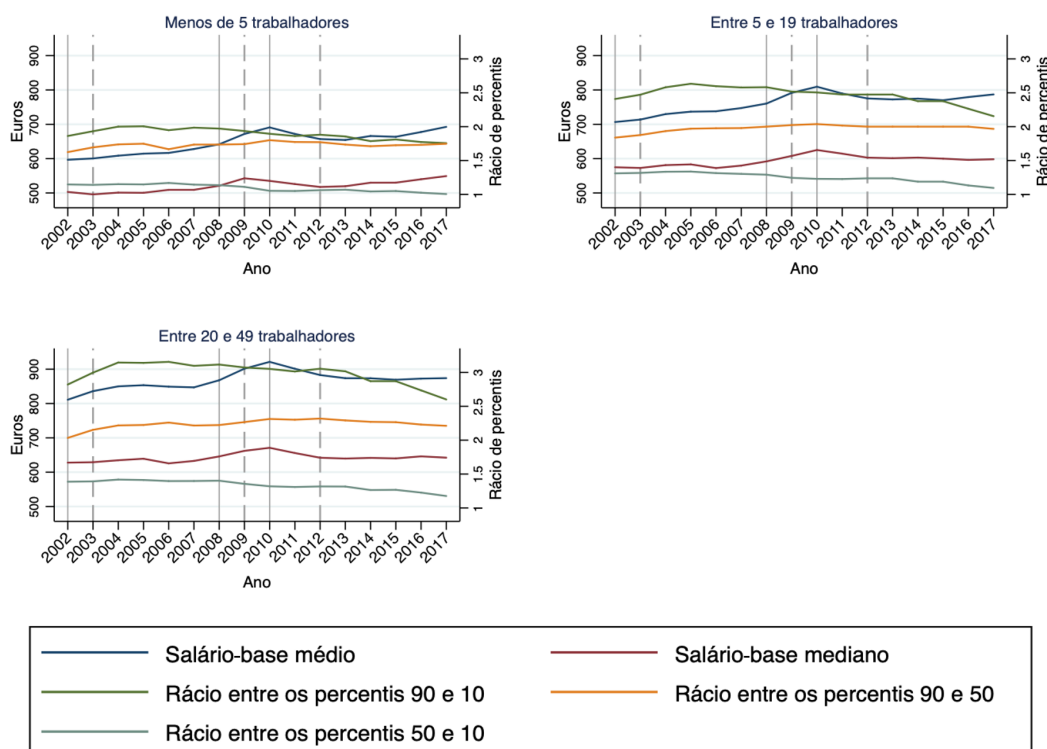 Menos de 5 trabalhadores
Euros
900
800
700
600
500
3
2.5
2
1.5
1
Rácio de percentis
2002 2003 2004 2005 2006 2007 2008 2009 2010 2011 2012 2013 2014 2015 2016 2017
Ano
Entre 5 e 19 trabalhadores
Euros
900
800
700
600
500
3
2.5
2
1.5
1
Rácio de percentis
2002 2003 2004 2005 2006 2007 2008 2009 2010 2011 2012 2013 2014 2015 2016 2017
Ano
Entre 20 e 49 trabalhadores
Euros
900
800
700
600
500
3
2.5
2
1.5
1
Rácio de percentis
2002 2003 2004 2005 2006 2007 2008 2009 2010 2011 2012 2013 2014 2015 2016 2017
Ano
Salário-base médio
Salário-base mediano
Rácio entre os percentis 90 e 10
Rácio entre os percentis 90 e 50
Rácio entre os percentis 50 e 10